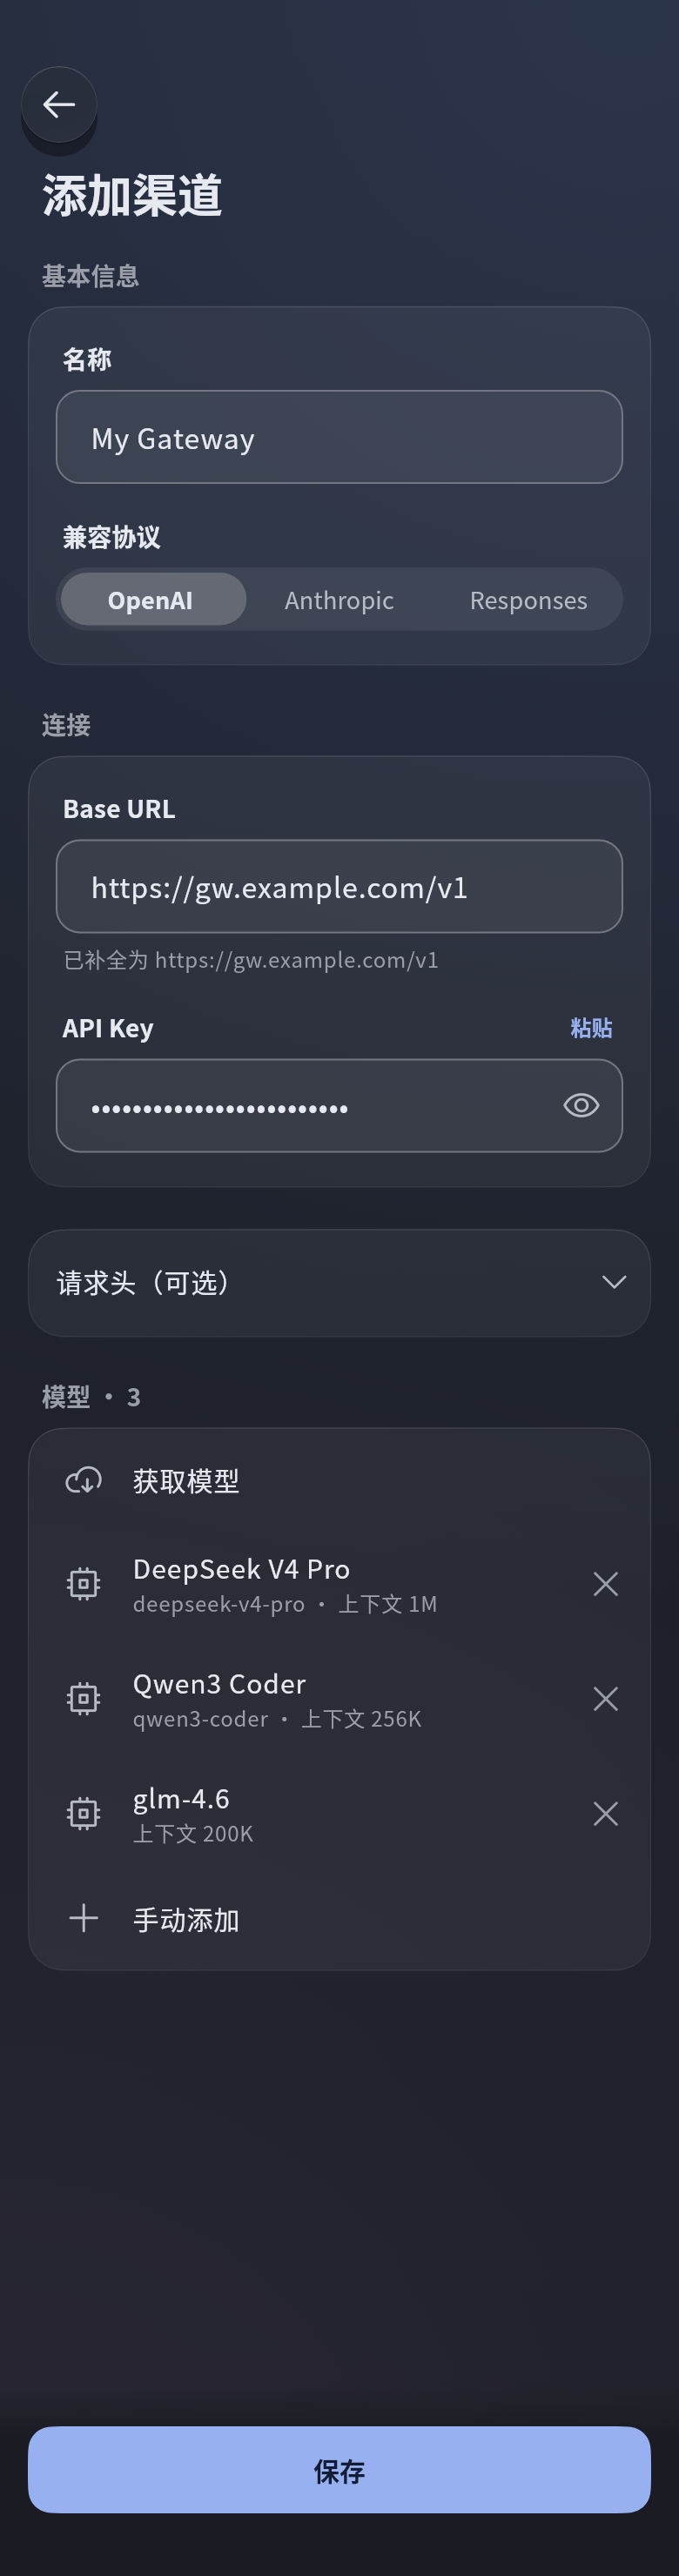 添加渠道
基本信息
名称
My Gateway
兼容协议
OpenAI Anthropic Responses
连接
Base URL
https://gw.example.com/v1
已补全为 https://gw.example.com/v1
API Key 粘贴
•••••••••••••••••••••••••
请求头（可选）
模型 · 3
获取模型
DeepSeek V4 Pro
deepseek-v4-pro · 上下文 1M
Qwen3 Coder
qwen3-coder · 上下文 256K
glm-4.6
上下文 200K
手动添加
保存